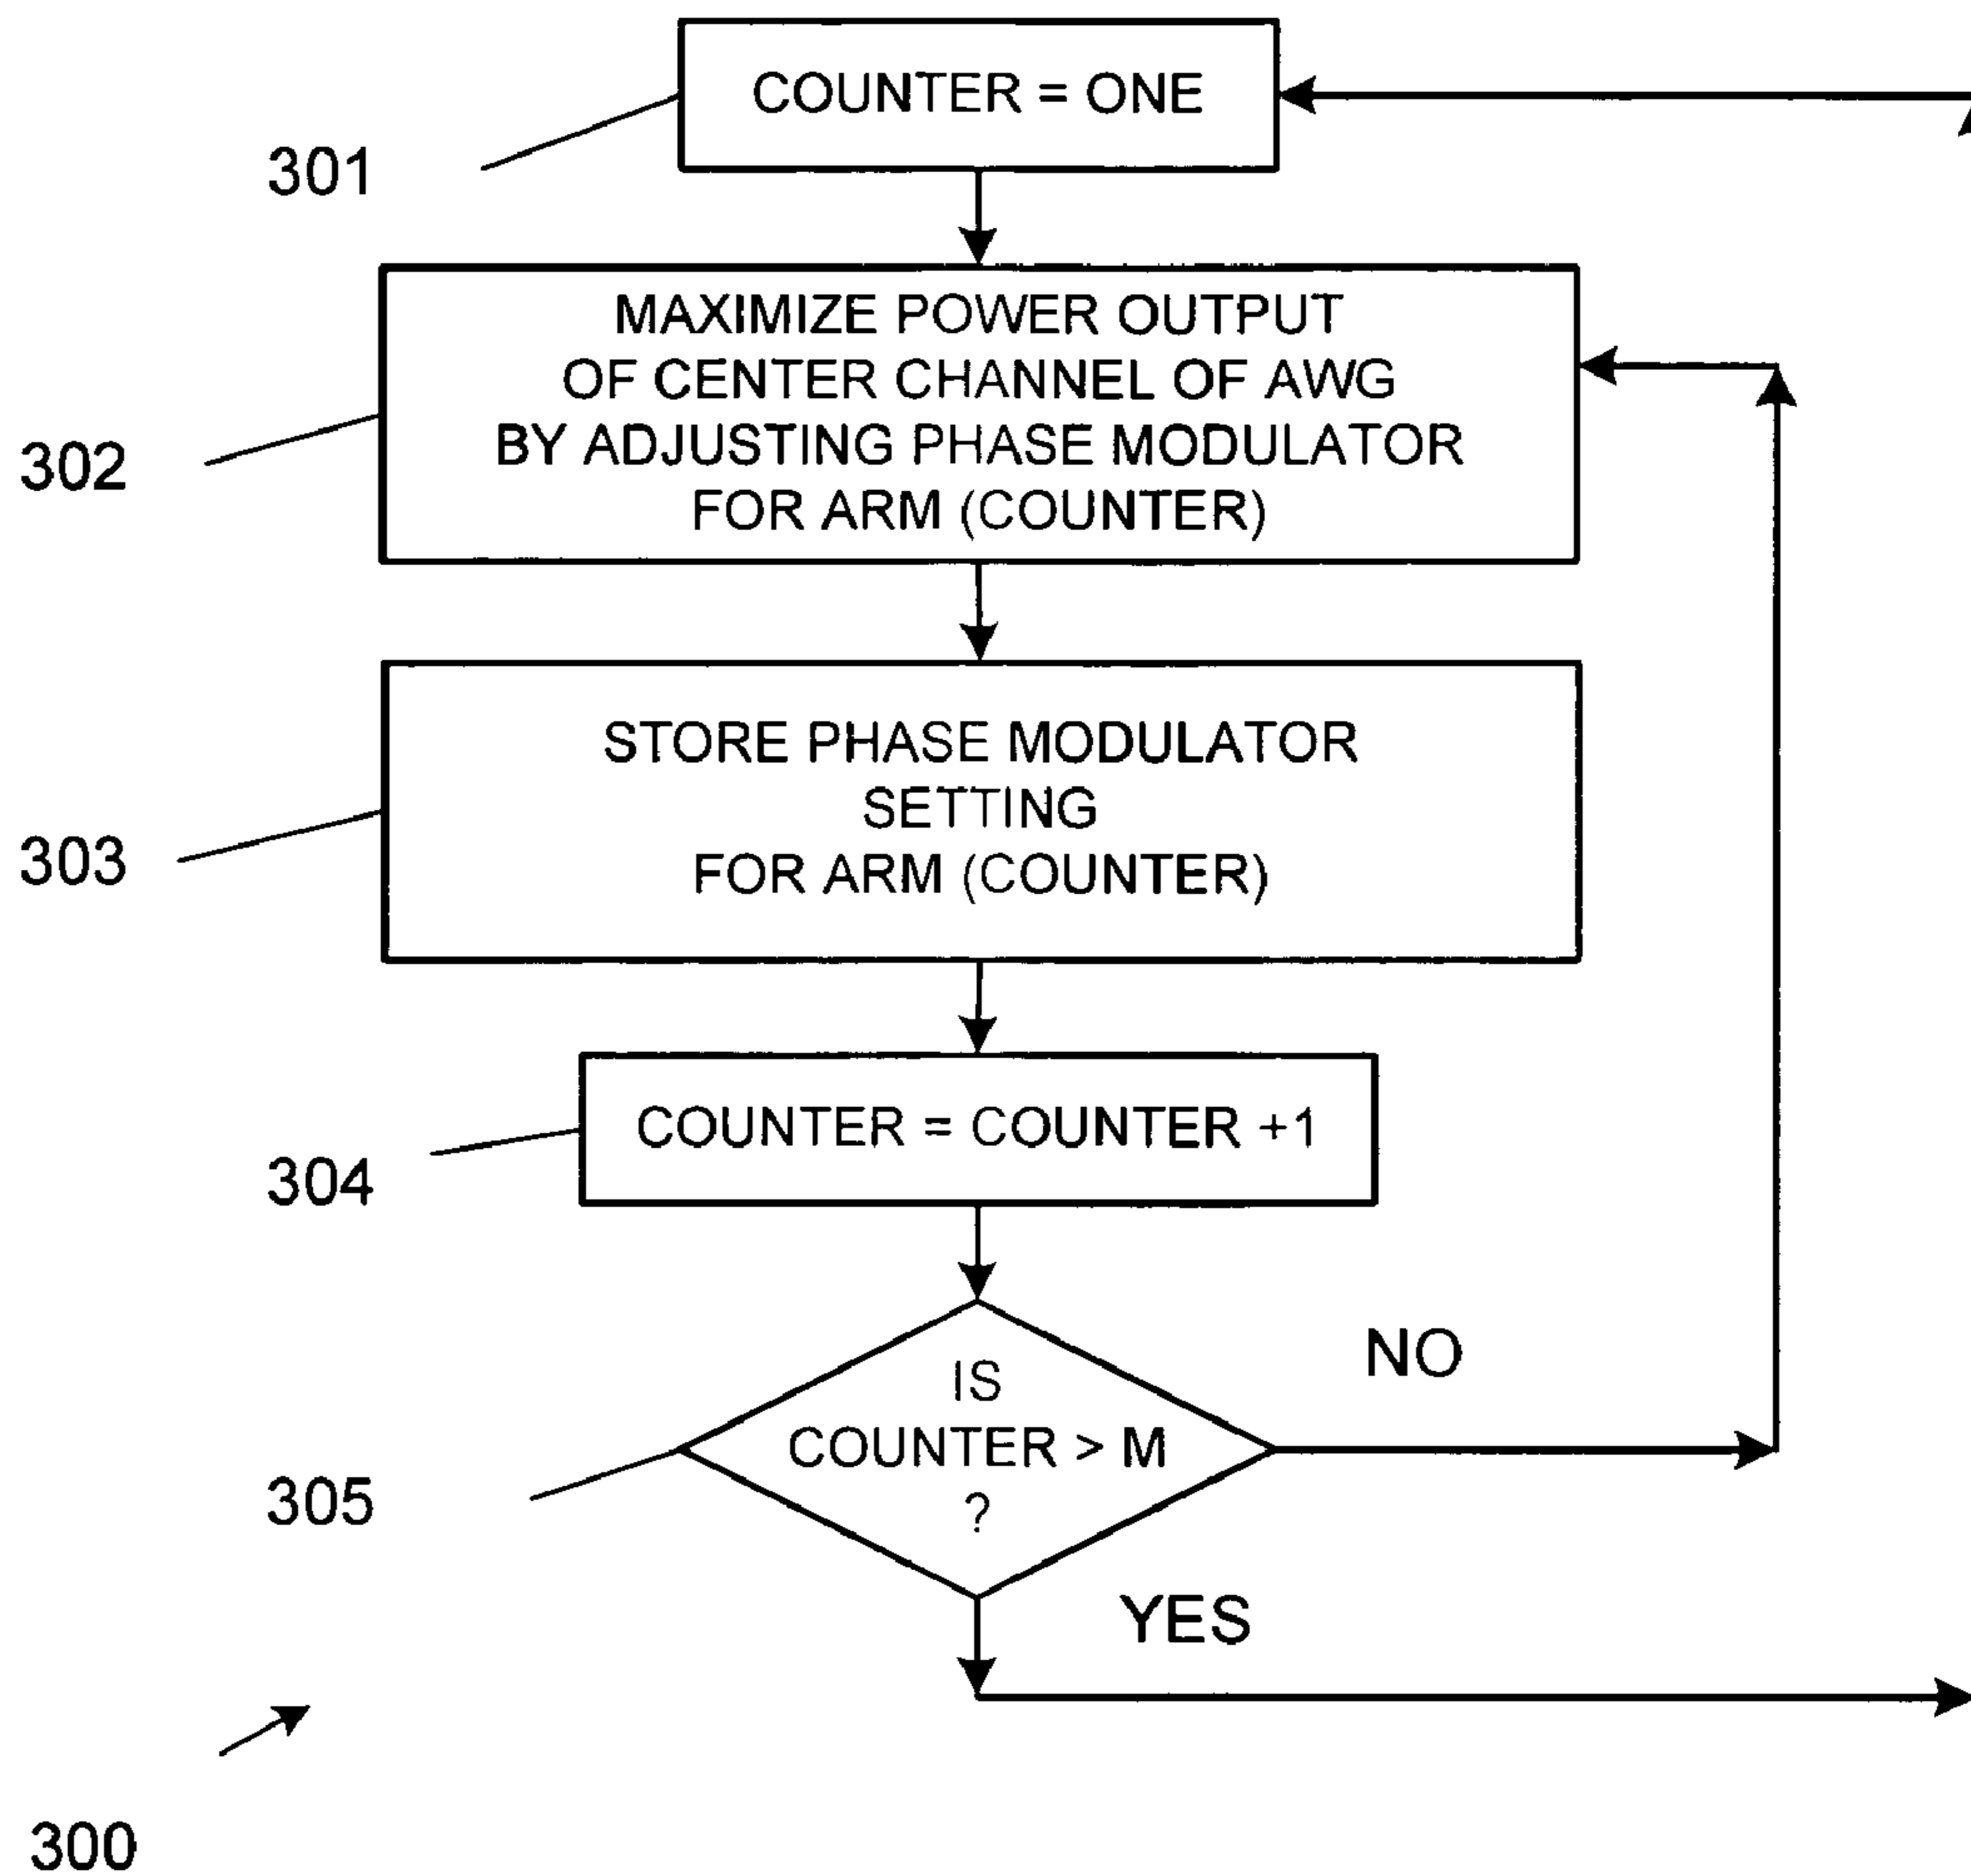 COUNTER = ONE
301
MAXIMIZE POWER OUTPUT
OF CENTER CHANNEL OF AWG
BY ADJUSTING PHASE MODULATOR
FOR ARM (COUNTER)
302
STORE PHASE MODULATOR
SETTING
FOR ARM (COUNTER)
303
COUNTER = COUNTER +1
304
IS
COUNTER > M
?
NO
305
YES
300